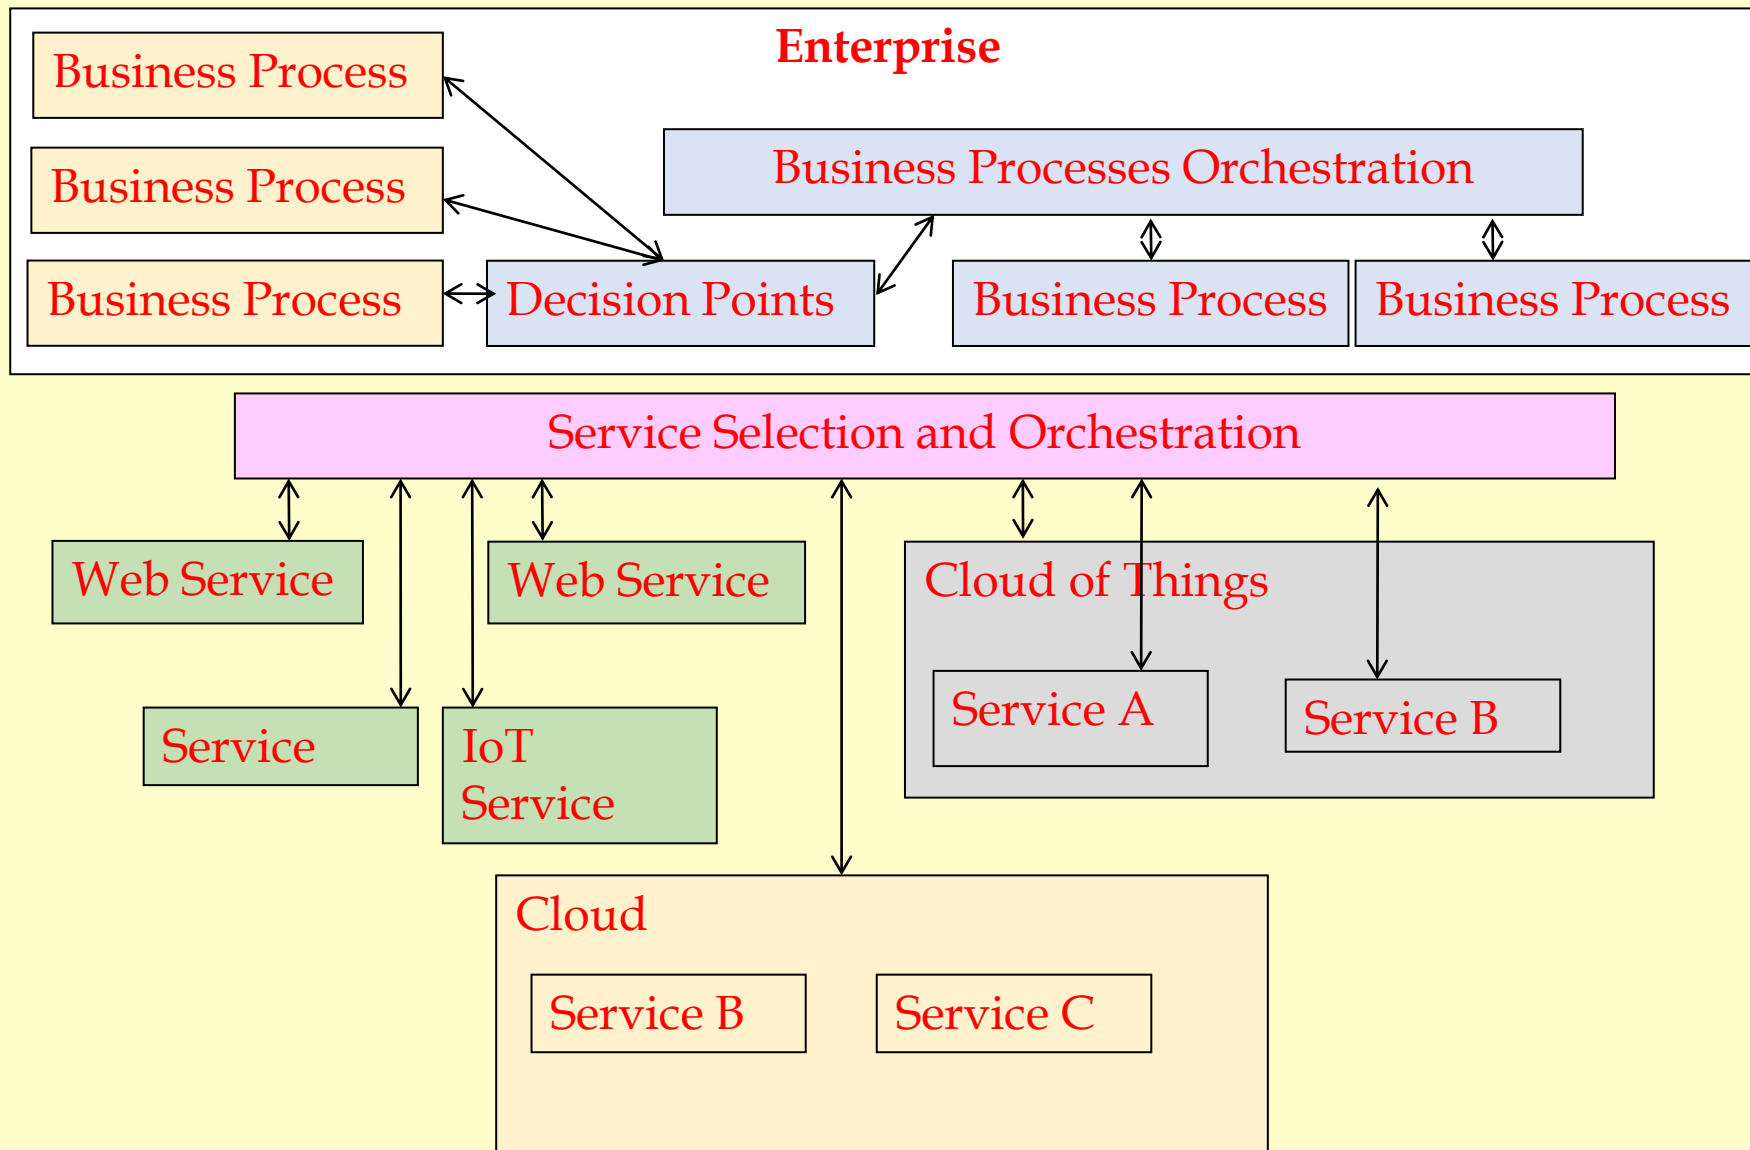 Enterprise
Business Process
Business Processes Orchestration
Business Process
Business Process
Decision Points
Business Process
Business Process
Service Selection and Orchestration
Web Service
Web Service
Cloud of Things
Service A
Service B
Service
IoT
Service
Cloud
Service B
Service C